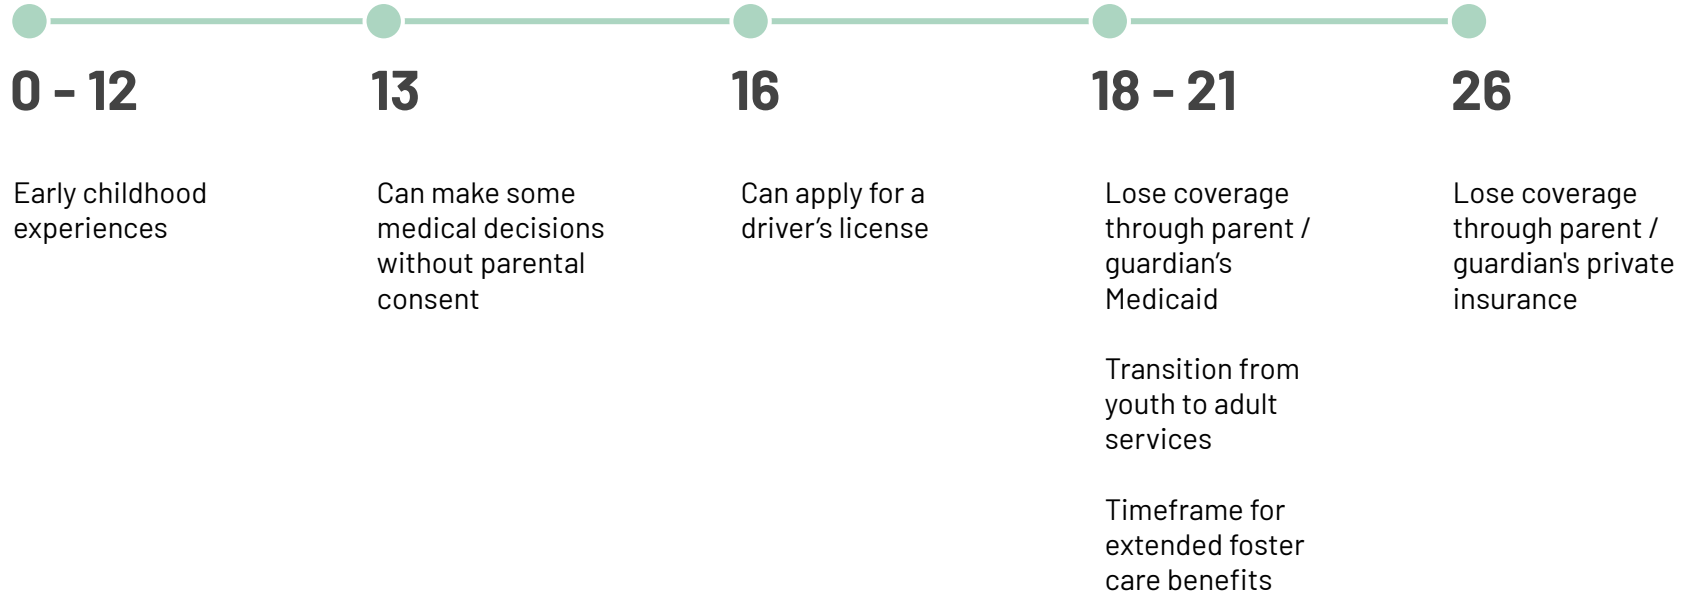 0 - 12
Early childhood
experiences
13
Can make some
medical decisions
without parental
consent
16
Can apply for a
driver’s license
18 - 21
Lose coverage
through parent /
guardian’s
Medicaid
Transition from
youth to adult
services
Timeframe for
extended foster
care benefits
26
Lose coverage
through parent /
guardian's private
insurance